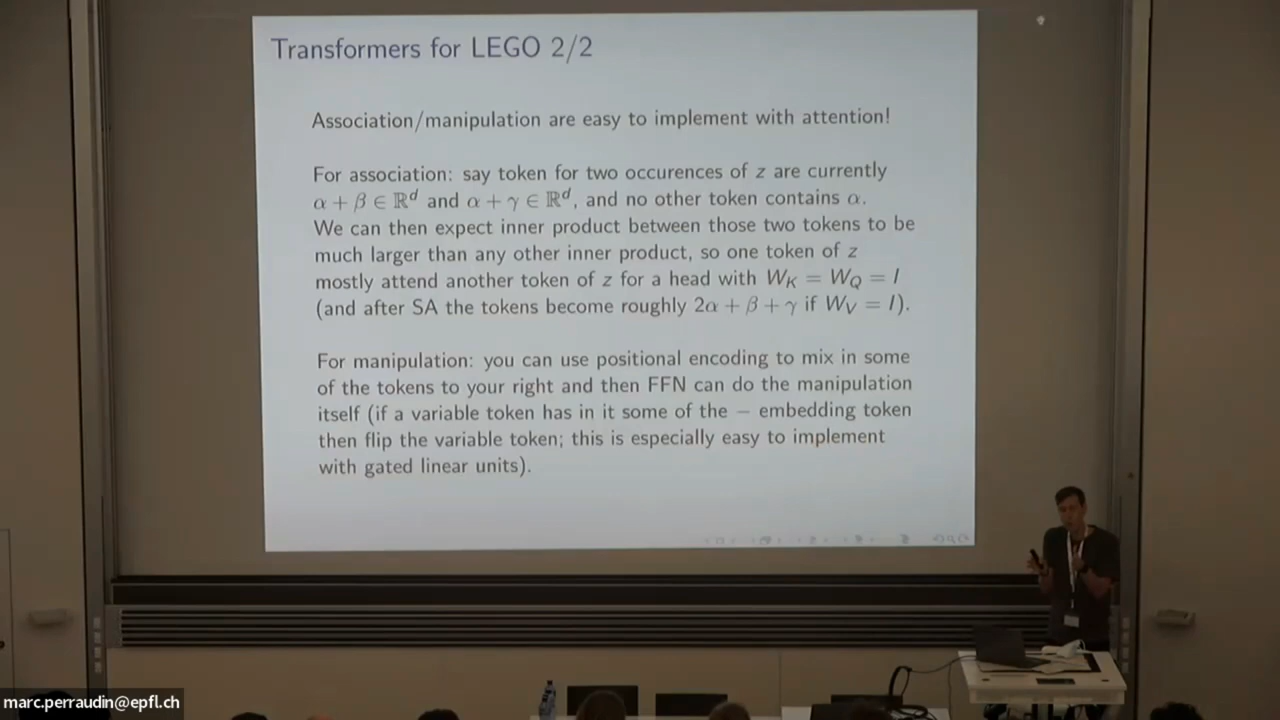 Transformers for LEGO 2/2
Association/manipulation are easy to implement with attention!
For association: say token for two occurences of z are currently
α + β ∈ ℝᵈ and α + γ ∈ ℝᵈ, and no other token contains α.
We can then expect inner product between those two tokens to be
much larger than any other inner product, so one token of z
mostly attend another token of z for a head with W_K = W_Q = I
(and after SA the tokens become roughly 2α + β + γ if W_V = I).
For manipulation: you can use positional encoding to mix in some
of the tokens to your right and then FFN can do the manipulation
itself (if a variable token has in it some of the − embedding token
then flip the variable token; this is especially easy to implement
with gated linear units).
marc.perraudin@epfl.ch